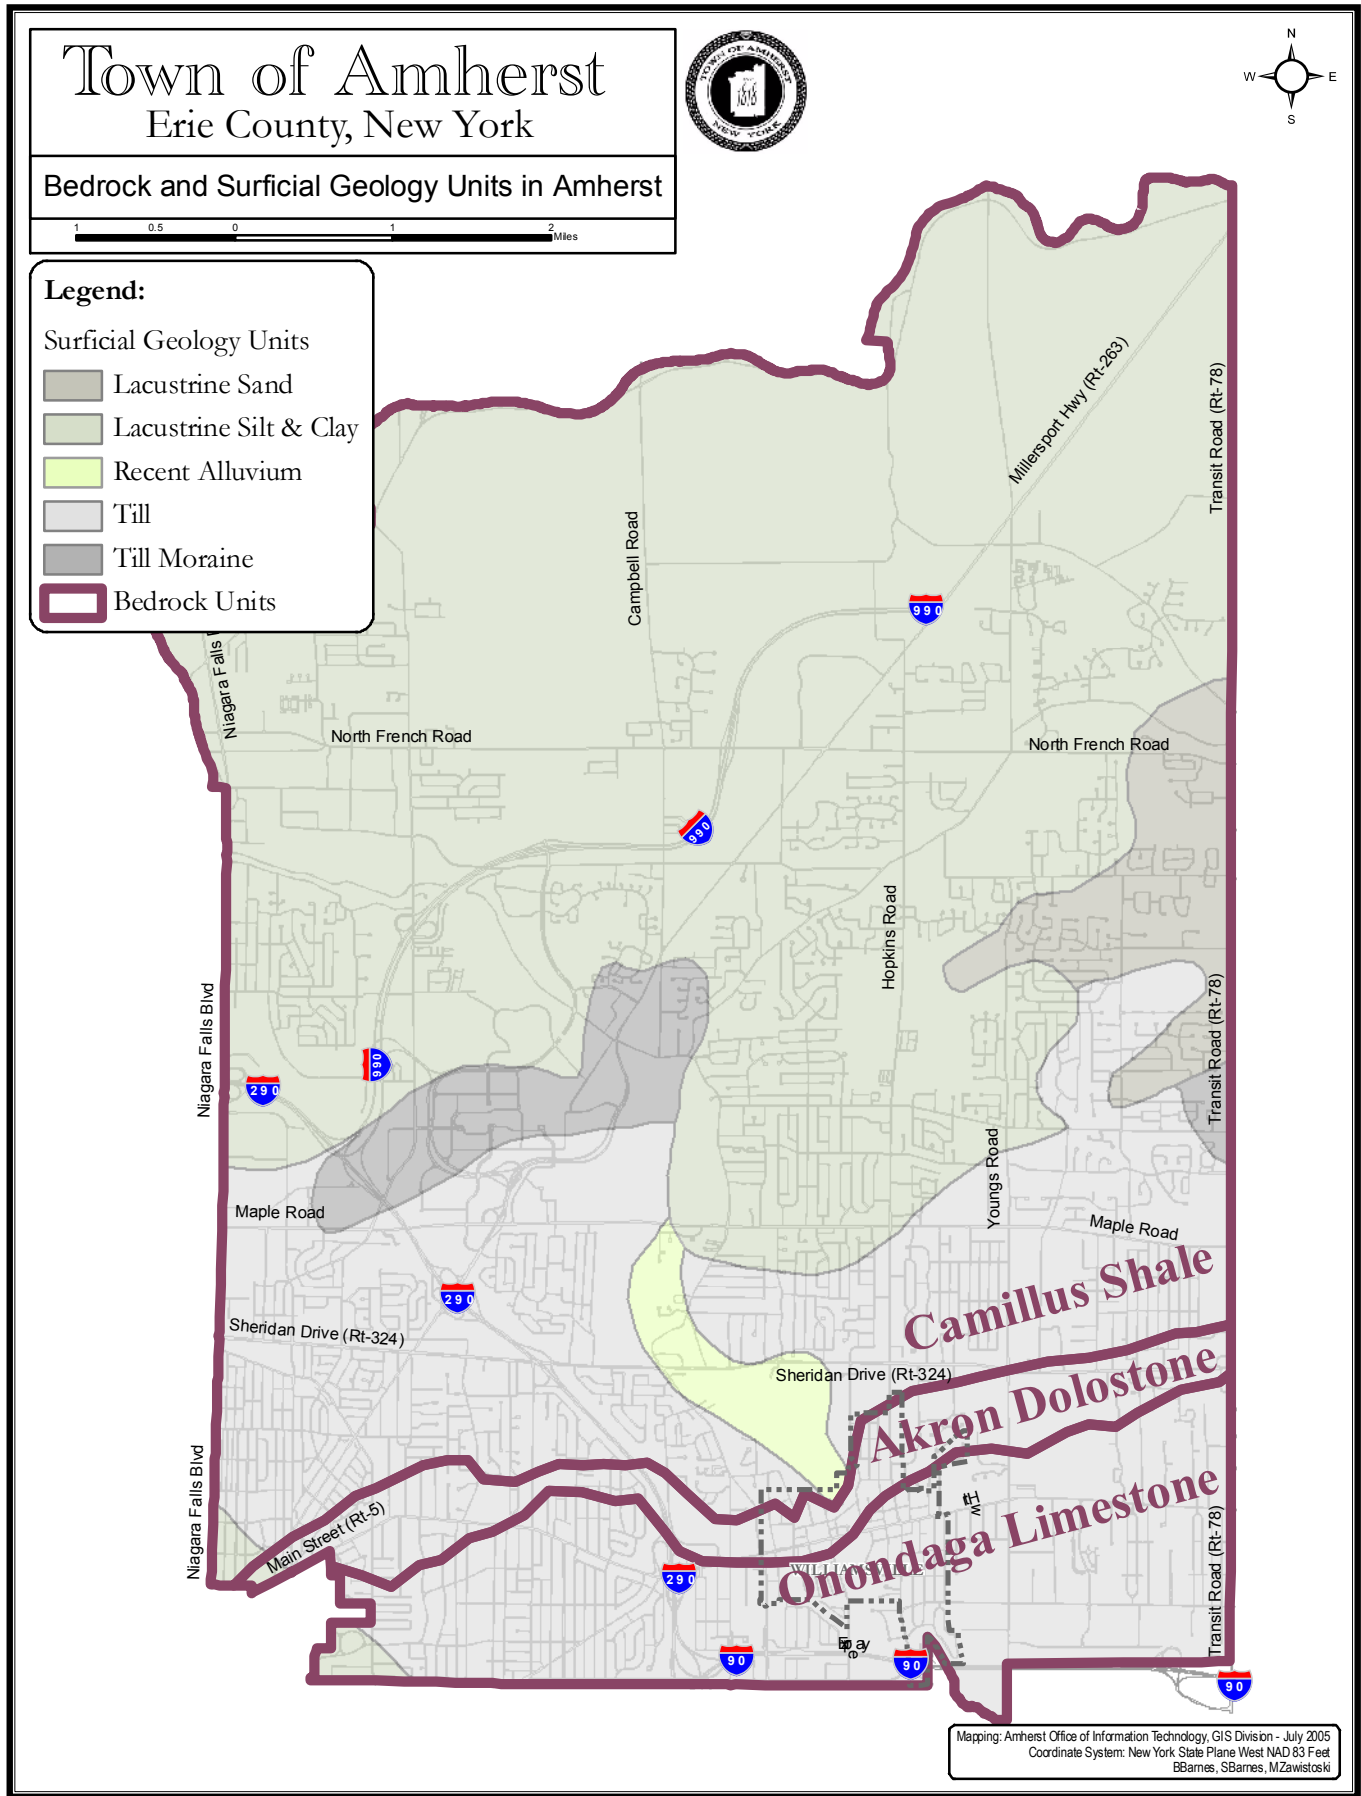 Town of Amherst
Erie County, New York
Bedrock and Surficial Geology Units in Amherst
1 0.5 0 1 2
Miles
TOWN OF AMHERST
NEW YORK
N
W E
S
Legend:
Surficial Geology Units
Lacustrine Sand
Lacustrine Silt & Clay
Recent Alluvium
Till
Till Moraine
Bedrock Units
Millersport Hwy (Rt-263)
Transit Road (Rt-78)
Campbell Road
990
Niagara Falls
North French Road
North French Road
990
Hopkins Road
Niagara Falls Blvd
990
290
Transit Road (Rt-78)
Youngs Road
Maple Road
Maple Road
Camillus Shale
290
Sheridan Drive (Rt-324)
Sheridan Drive (Rt-324)
Akron Dolostone
Niagara Falls Blvd
Main Street (Rt-5)
Onondaga Limestone
WILLIAMSVILLE
290
Transit Road (Rt-78)
90
90
90
Mapping: Amherst Office of Information Technology, GIS Division - July 2005
Coordinate System: New York State Plane West NAD 83 Feet
BBarnes, SBarnes, MZawistoski